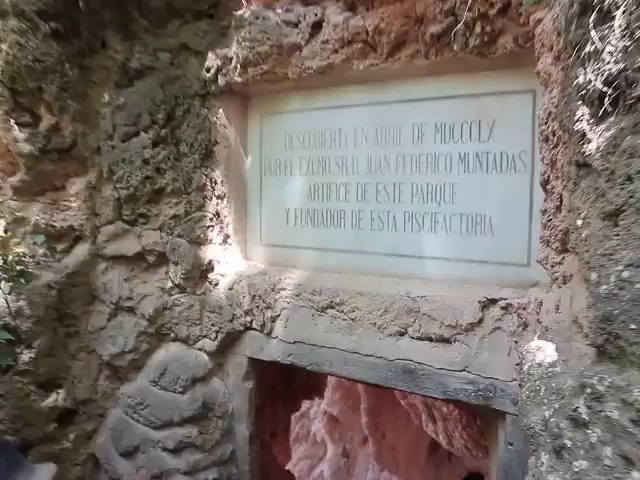 DESCUBIERTA EN ABRIL DE MDCCCLX
POR EL EXCMO. SR. D. JUAN FEDERICO MUNTADAS
ARTIFICE DE ESTE PARQUE
Y FUNDADOR DE ESTA PISCIFACTORIA